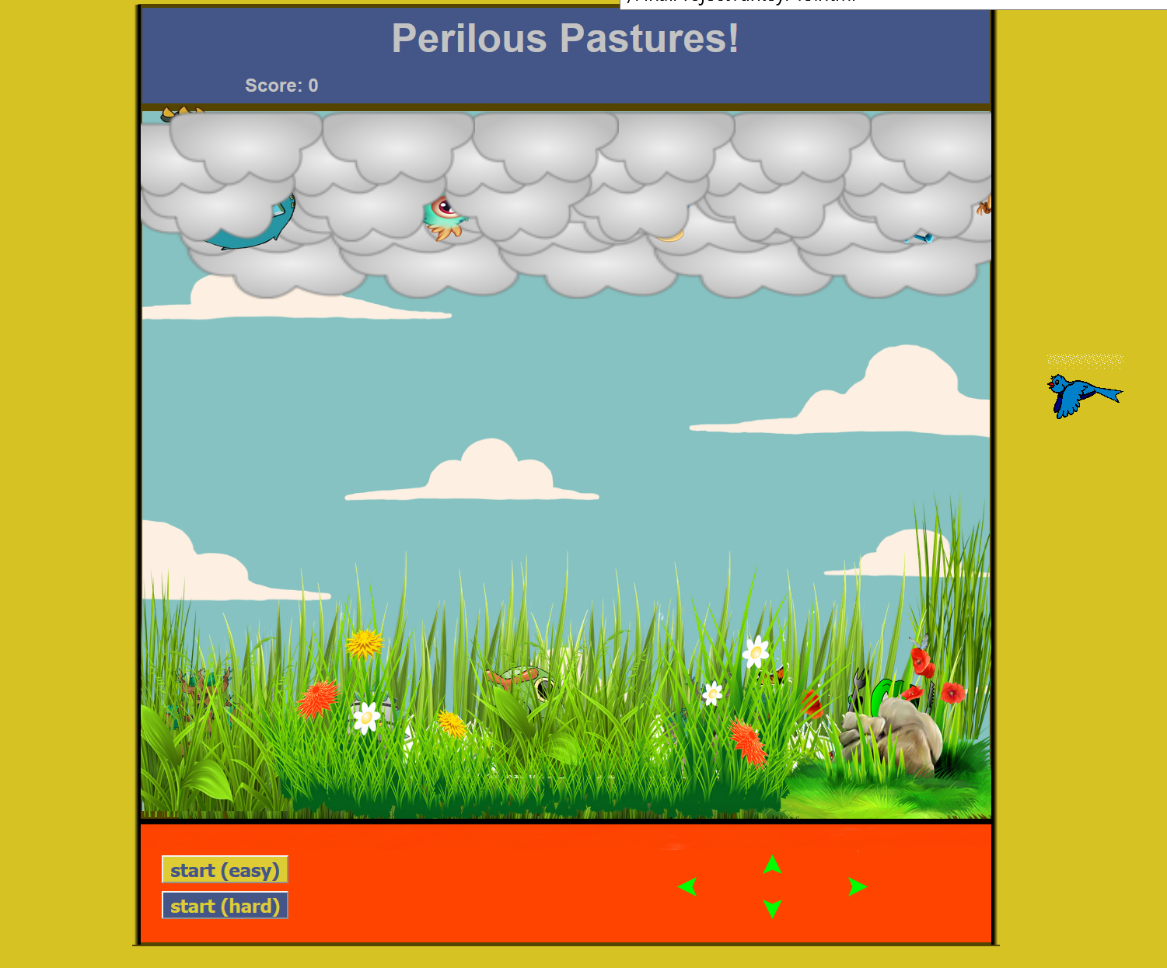 Perilous Pastures!
Score: 0
start (easy)
start (hard)